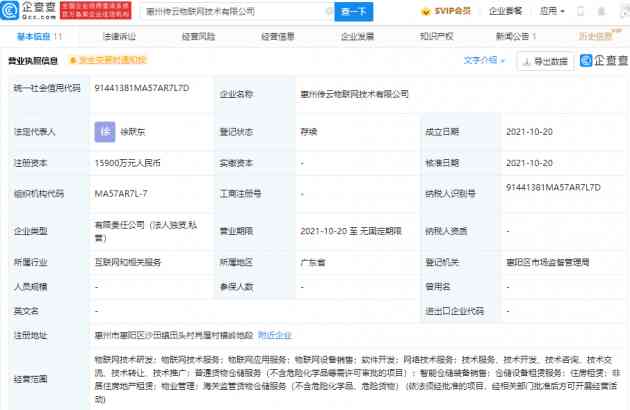 企查查
Qcc.com
全国企业信用查询系统
官方备案企业征信机构
惠州传云物联网技术有限公司
查一下
SVIP会员
企业套餐
应用
基本信息 11
法律诉讼
经营风险
经营信息
企业发展
知识产权
新闻公告 1
历史信息
VIP
营业执照信息
发生变更时通知我
文字介绍
导出数据
企查查
统一社会信用代码 91441381MA57AR7L7D 企业名称 惠州传云物联网技术有限公司
法定代表人 徐 徐跃东 登记状态 存续 成立日期 2021-10-20
注册资本 15900万元人民币 实缴资本 - 核准日期 2021-10-20
组织机构代码 MA57AR7L-7 工商注册号 - 纳税人识别号 91441381MA57AR7L7D
企业类型 有限责任公司（法人独资,私营） 营业期限 2021-10-20 至 无固定期限 纳税人资质 -
所属行业 互联网和相关服务 所属地区 广东省 登记机关 惠阳区市场监督管理局
人员规模 - 参保人数 - 曾用名 -
英文名 - 进出口企业代码 -
注册地址 惠州市惠阳区沙田镇田头村肖屋村禧岭地段 附近企业
经营范围
物联网技术研发；物联网技术服务；物联网应用服务；物联网设备销售；软件开发；网络技术服务；技术服务、技术开发、技术咨询、技术交
流、技术转让、技术推广；普通货物仓储服务（不含危险化学品等需许可审批的项目）；智能仓储装备销售；仓储设备租赁服务；住房租赁；非
居住房地产租赁；物业管理；海关监管货物仓储服务（不含危险化学品、危险货物）(依法须经批准的项目，经相关部门批准后方可开展经营活
动)